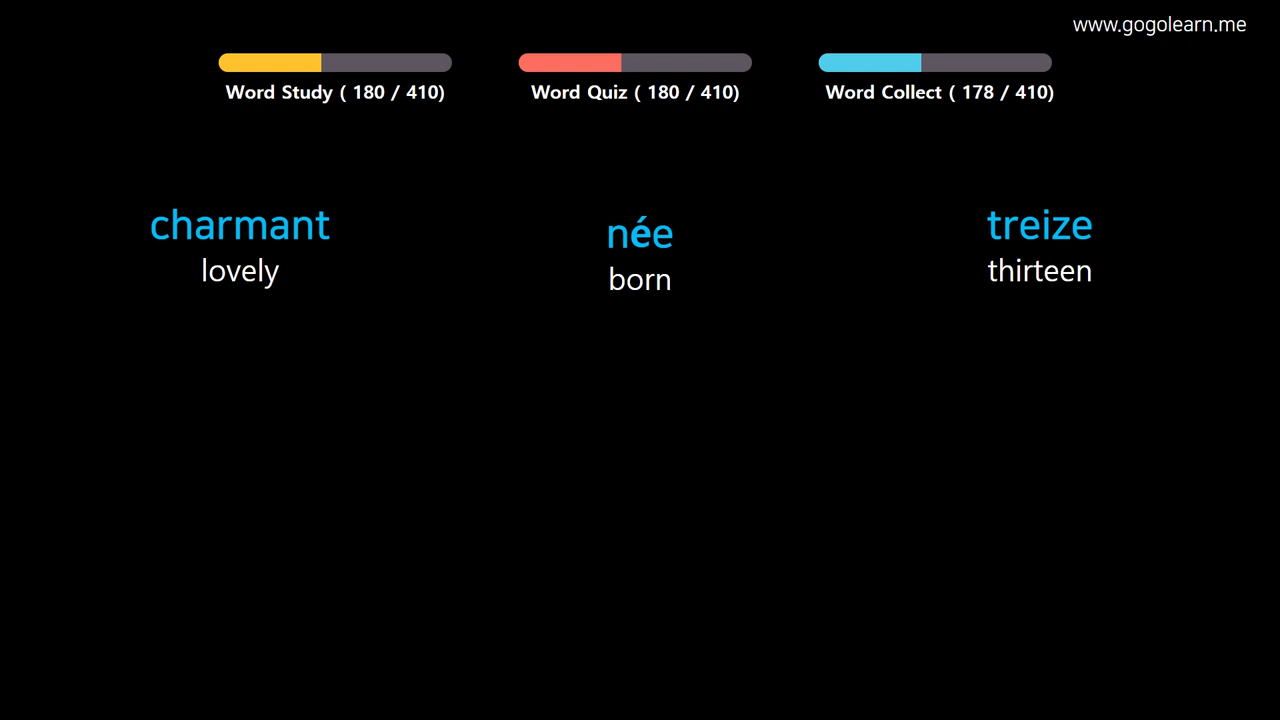 www.gogolearn.me
Word Study ( 180 / 410)
Word Quiz ( 180 / 410)
Word Collect ( 178 / 410)
charmant
lovely
née
born
treize
thirteen